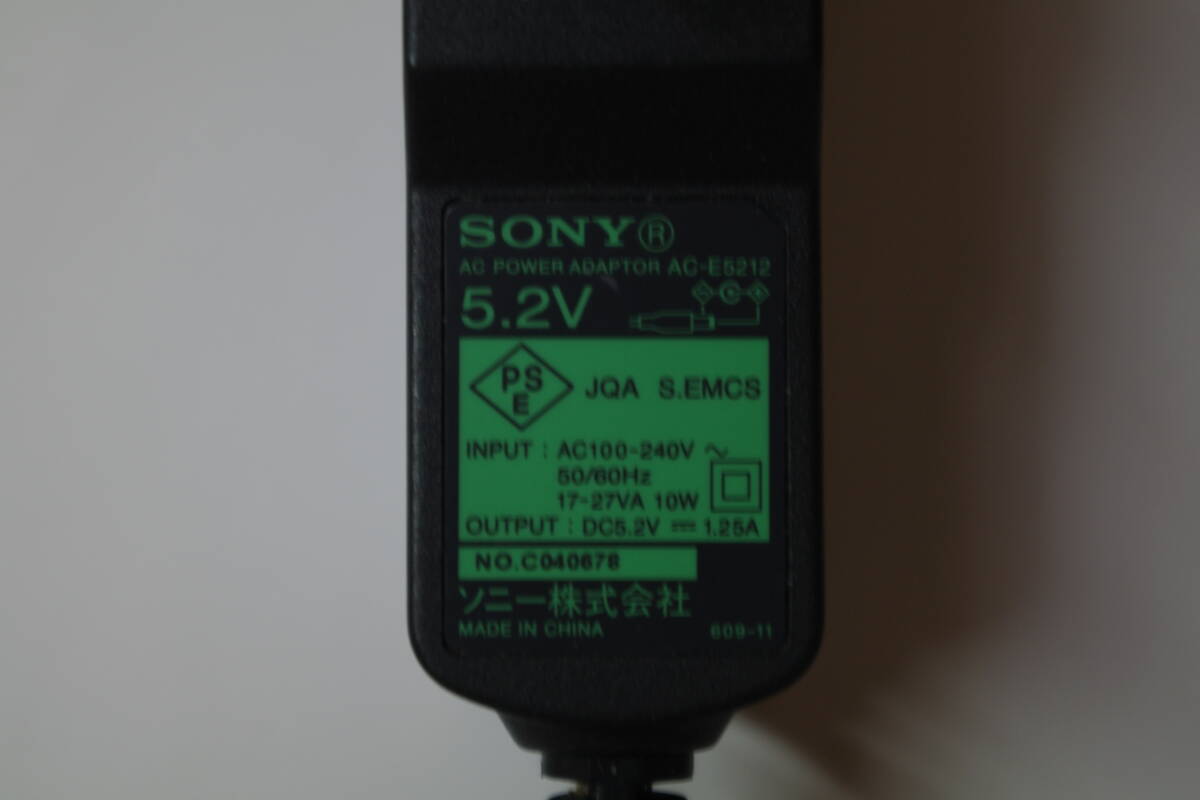 SONY®
AC POWER ADAPTOR AC-E5212
5.2V
PSE JQA S.EMCS
INPUT : AC100-240V ~
50/60Hz
17-27VA 10W
OUTPUT : DC5.2V ⎓ 1.25A
NO.C040678
ソニー株式会社
MADE IN CHINA 609-11